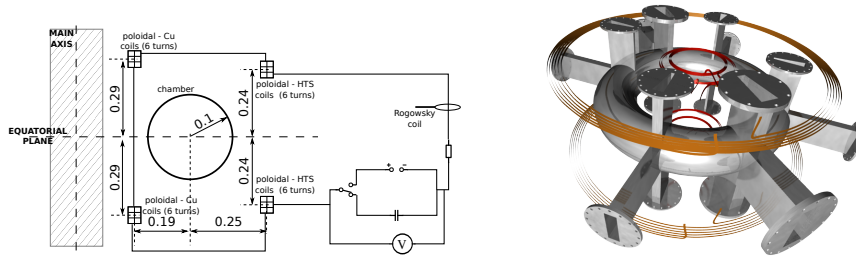 MAIN
AXIS
poloidal - Cu
coils (6 turns)
0.29
chamber
0.1
poloidal - HTS
coils (6 turns)
0.24
Rogowsky
coil
EQUATORIAL
PLANE
0.29
0.24
poloidal - HTS
coils (6 turns)
+ −
poloidal - Cu
coils (6 turns)
0.19
0.25
V